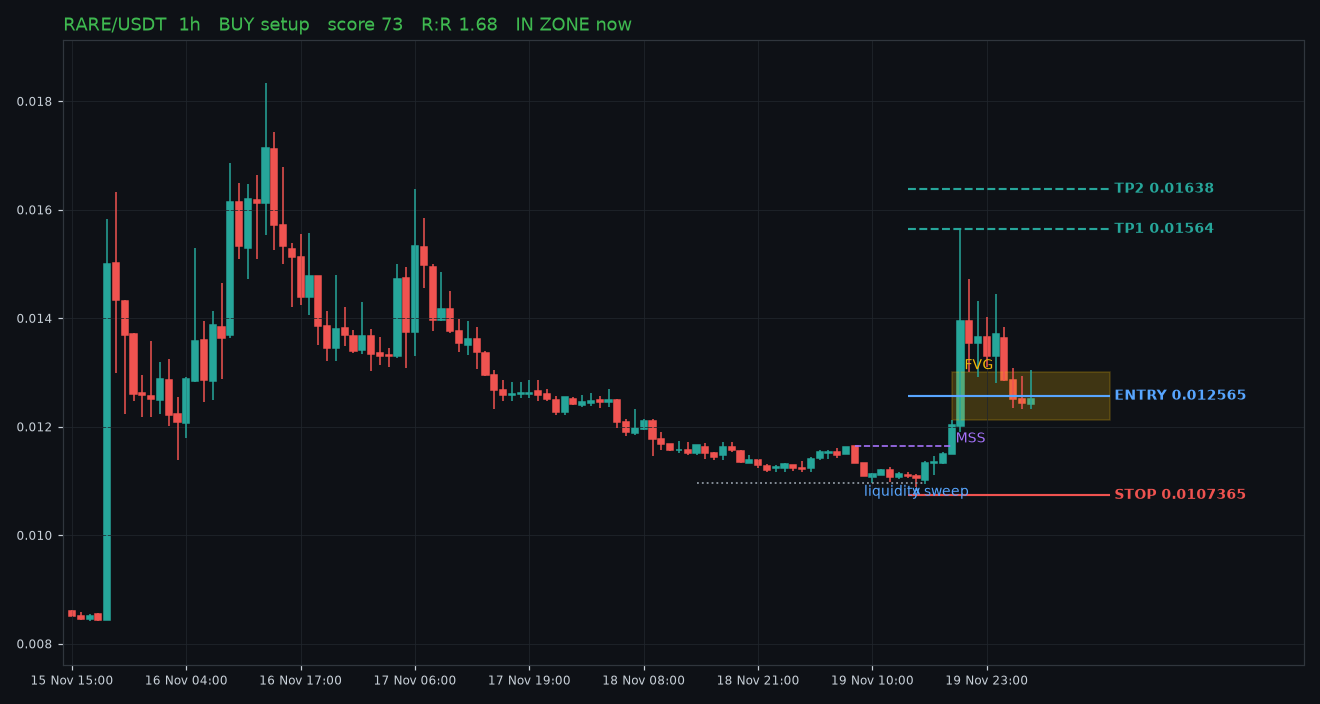 RARE/USDT 1h BUY setup score 73 R:R 1.68 IN ZONE now
0.018
0.016
0.014
0.012
0.010
0.008
TP2 0.01638
TP1 0.01564
FVG
ENTRY 0.012565
MSS
liquidity sweep
STOP 0.0107365
15 Nov 15:00
16 Nov 04:00
16 Nov 17:00
17 Nov 06:00
17 Nov 19:00
18 Nov 08:00
18 Nov 21:00
19 Nov 10:00
19 Nov 23:00